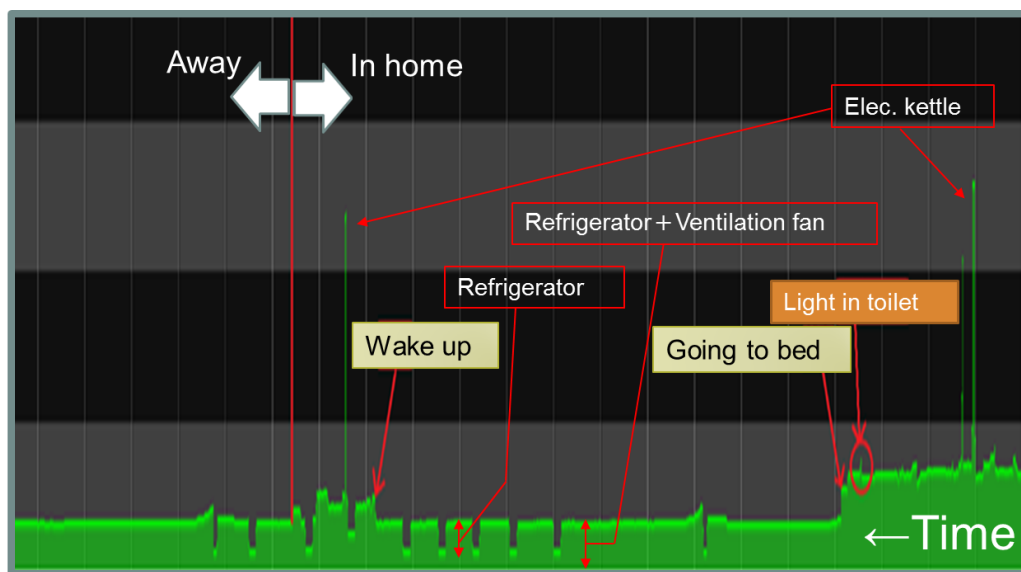 Away
In home
Elec. kettle
Refrigerator＋Ventilation fan
Refrigerator
Light in toilet
Wake up
Going to bed
←Time